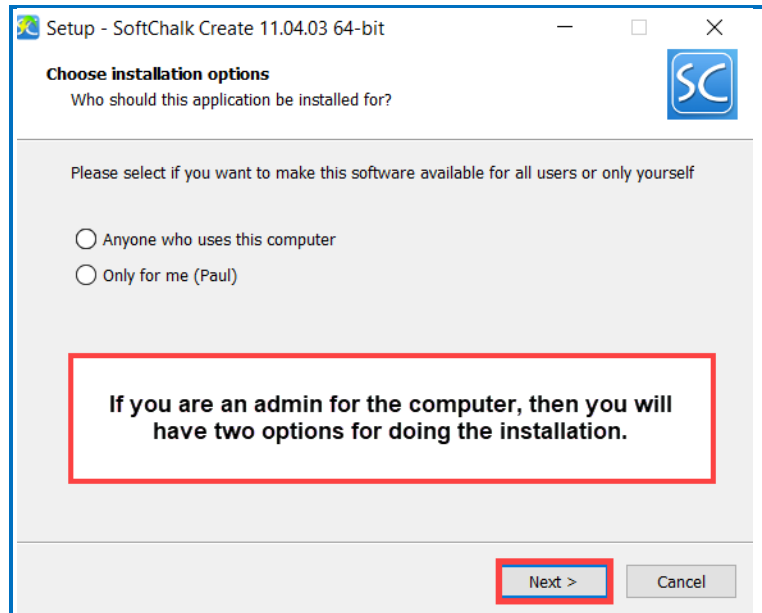 Setup - SoftChalk Create 11.04.03 64-bit
Choose installation options
Who should this application be installed for?
SC
Please select if you want to make this software available for all users or only yourself
Anyone who uses this computer
Only for me (Paul)
If you are an admin for the computer, then you will
have two options for doing the installation.
Next >
Cancel